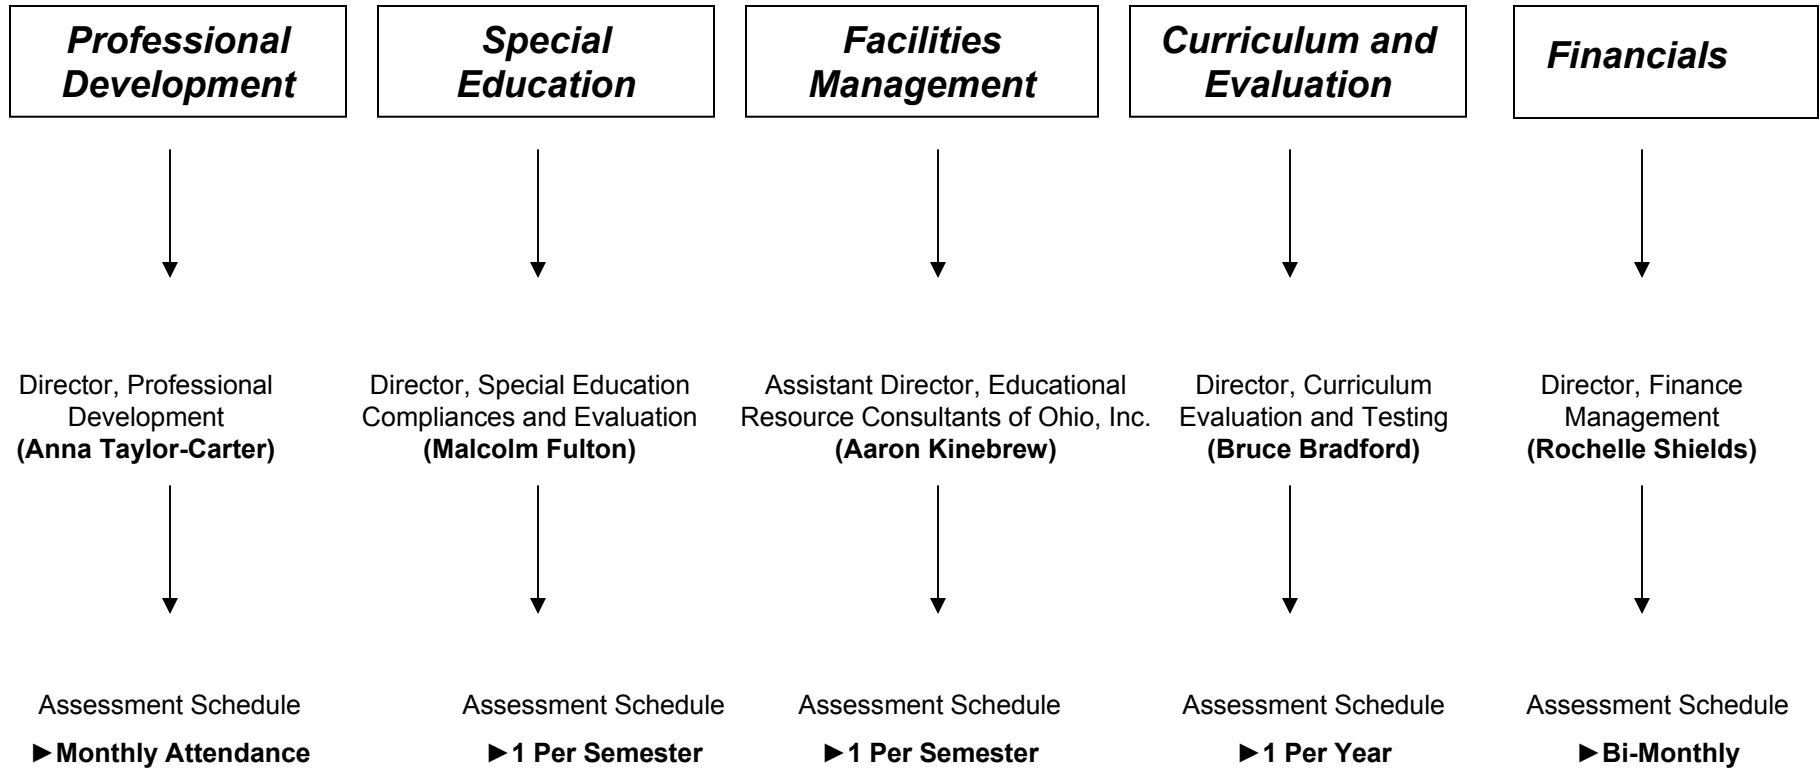 Professional
Development
Special
Education
Facilities
Management
Curriculum and
Evaluation
Financials
Director, Professional
Development
(Anna Taylor-Carter)
Director, Special Education
Compliances and Evaluation
(Malcolm Fulton)
Assistant Director, Educational
Resource Consultants of Ohio, Inc.
(Aaron Kinebrew)
Director, Curriculum
Evaluation and Testing
(Bruce Bradford)
Director, Finance
Management
(Rochelle Shields)
Assessment Schedule
►Monthly Attendance
Assessment Schedule
►1 Per Semester
Assessment Schedule
►1 Per Semester
Assessment Schedule
►1 Per Year
Assessment Schedule
►Bi-Monthly